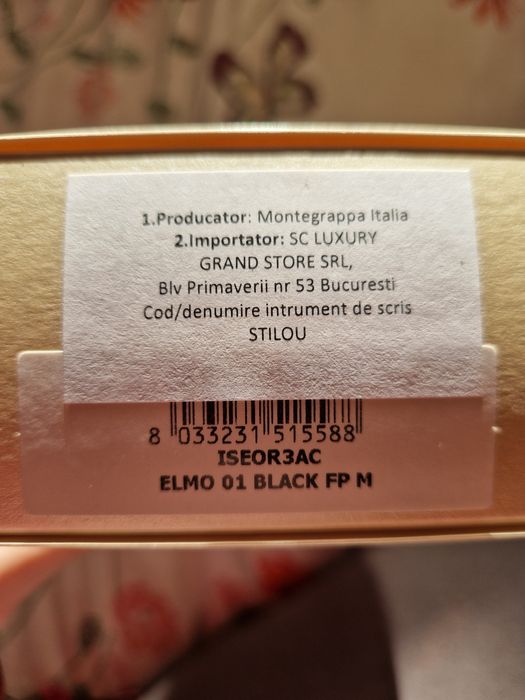 1.Producator: Montegrappa Italia
2.Importator: SC LUXURY
GRAND STORE SRL,
Blv Primaverii nr 53 Bucuresti
Cod/denumire intrument de scris
STILOU
8 033231 515588
ISEOR3AC
ELMO 01 BLACK FP M